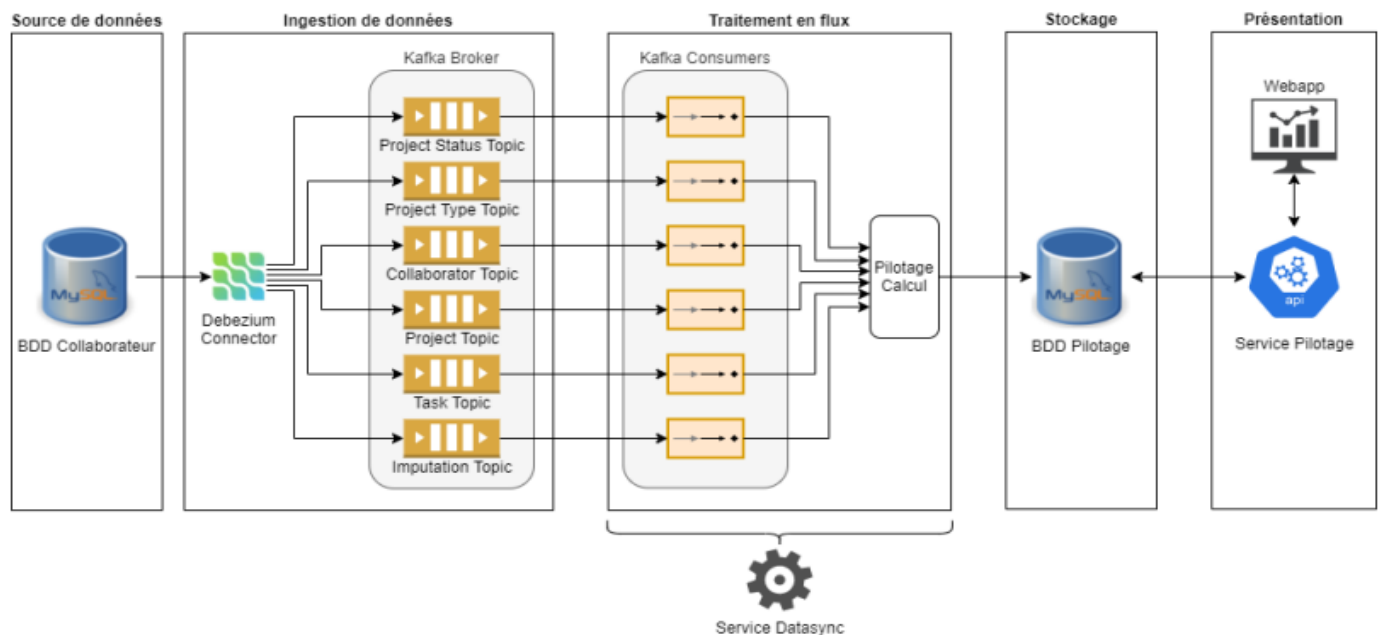 Source de données
Ingestion de données
Traitement en flux
Stockage
Présentation
Kafka Broker
Kafka Consumers
Webapp
Project Status Topic
Project Type Topic
Collaborator Topic
Project Topic
Task Topic
Imputation Topic
MySQL
BDD Collaborateur
Debezium
Connector
Pilotage
Calcul
MySQL
BDD Pilotage
api
Service Pilotage
Service Datasync